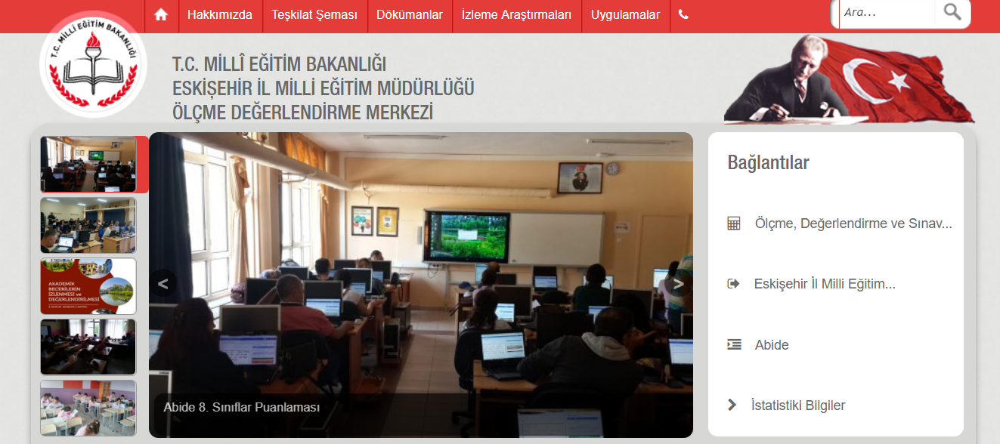 Hakkımızda
Teşkilat Şeması
Dökümanlar
İzleme Araştırmaları
Uygulamalar
Ara...
T.C. MİLLÎ EĞİTİM BAKANLIĞI
T.C. MİLLÎ EĞİTİM BAKANLIĞI
ESKİŞEHİR İL MİLLİ EĞİTİM MÜDÜRLÜĞÜ
ÖLÇME DEĞERLENDİRME MERKEZİ
AKADEMİK
BECERİLERİN
İZLENMESİ ve
DEĞERLENDİRİLMESİ
<
>
Abide 8. Sınıflar Puanlaması
Bağlantılar
Ölçme, Değerlendirme ve Sınav...
Eskişehir İl Milli Eğitim...
Abide
İstatistiki Bilgiler